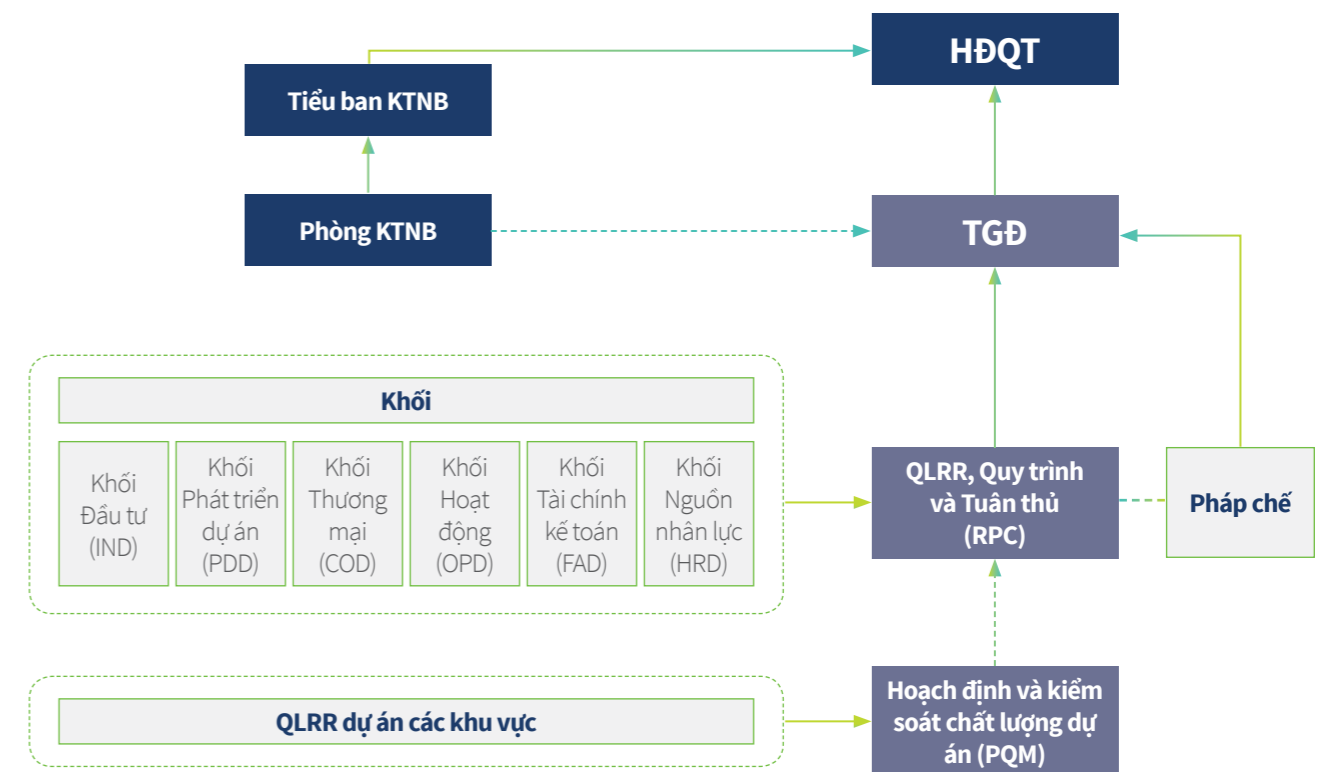 HĐQT
Tiểu ban KTNB
Phòng KTNB
TGĐ
Khối
Khối
Đầu tư
(IND)
Khối
Phát triển
dự án
(PDD)
Khối
Thương
mại
(COD)
Khối
Hoạt
động
(OPD)
Khối
Tài chính
kế toán
(FAD)
Khối
Nguồn
nhân lực
(HRD)
QLRR, Quy trình
và Tuân thủ
(RPC)
Pháp chế
QLRR dự án các khu vực
Hoạch định và kiểm
soát chất lượng dự
án (PQM)